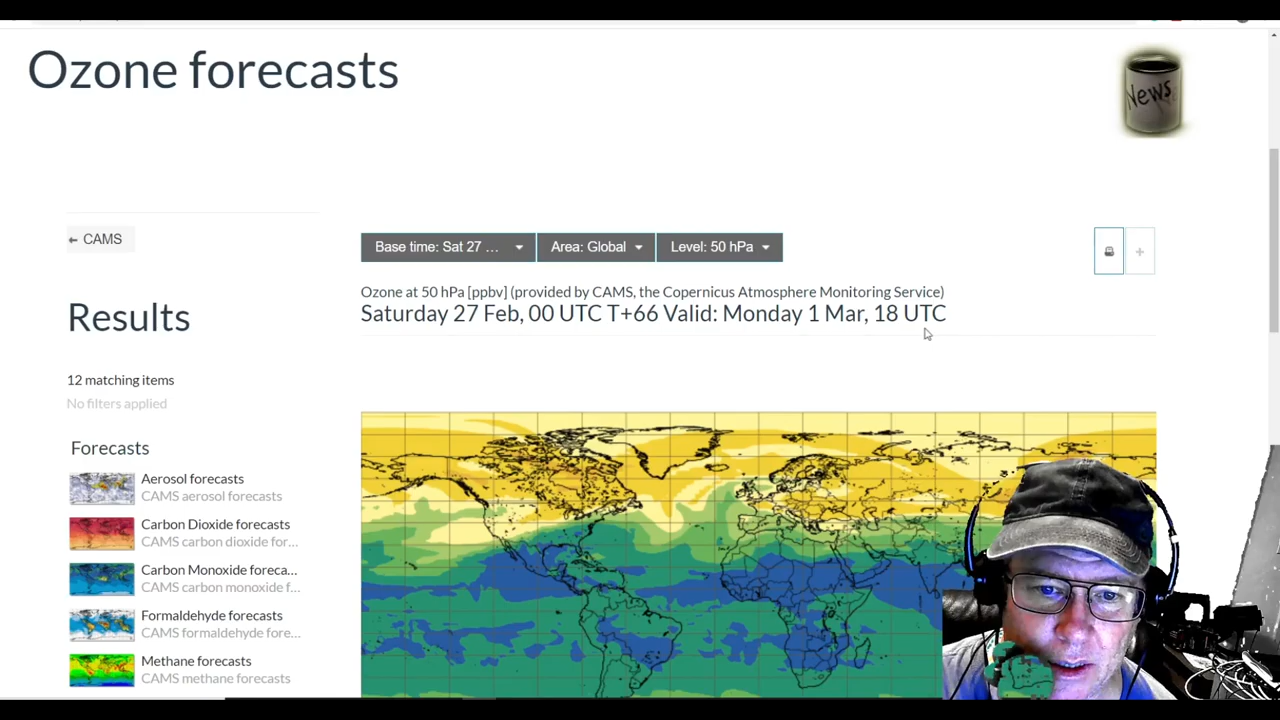 Ozone forecasts
News
CAMS
Base time: Sat 27 ...
Area: Global
Level: 50 hPa
Ozone at 50 hPa [ppbv] (provided by CAMS, the Copernicus Atmosphere Monitoring Service)
Saturday 27 Feb, 00 UTC T+66 Valid: Monday 1 Mar, 18 UTC
Results
12 matching items
No filters applied
Forecasts
Aerosol forecasts
CAMS aerosol forecasts
Carbon Dioxide forecasts
CAMS carbon dioxide for...
Carbon Monoxide foreca...
CAMS carbon monoxide f...
Formaldehyde forecasts
CAMS formaldehyde fore...
Methane forecasts
CAMS methane forecasts